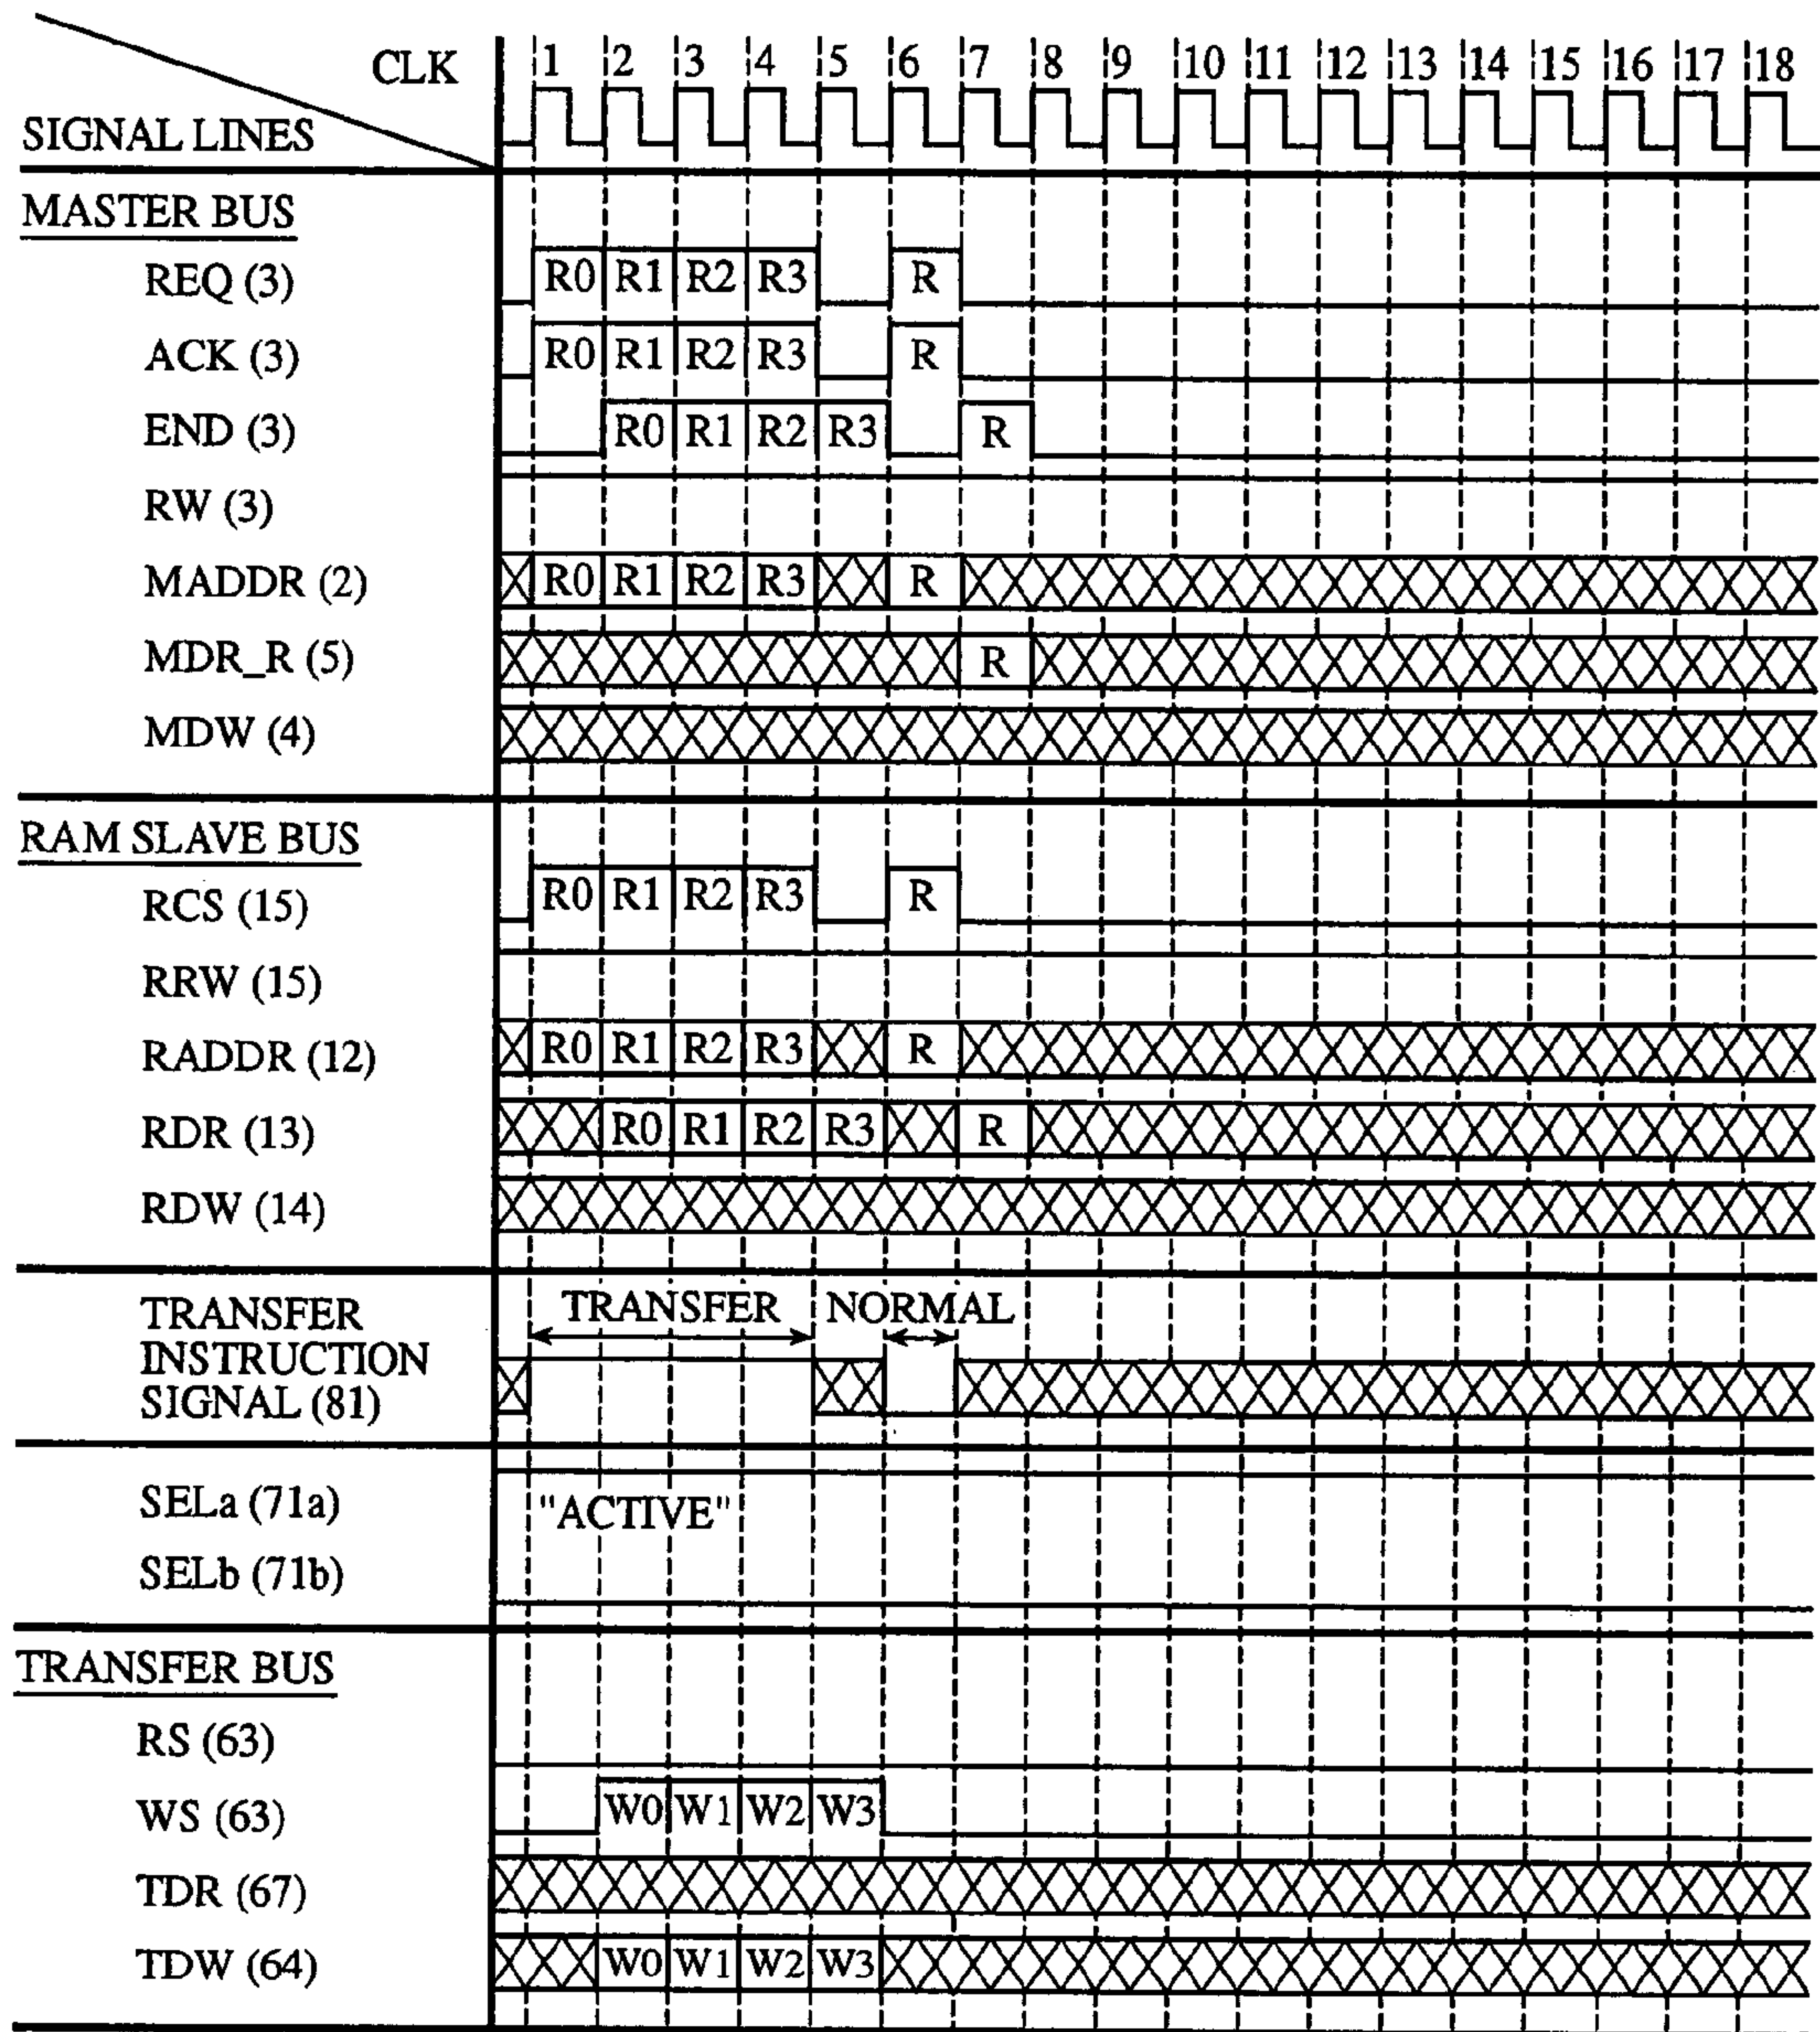 CLK 1 2 3 4 5 6 7 8 9 10 11 12 13 14 15 16 17 18
SIGNAL LINES
MASTER BUS
REQ (3) R0 R1 R2 R3 R
ACK (3) R0 R1 R2 R3 R
END (3) R0 R1 R2 R3 R
RW (3)
MADDR (2) R0 R1 R2 R3 R
MDR_R (5) R
MDW (4)
RAM SLAVE BUS
RCS (15) R0 R1 R2 R3 R
RRW (15)
RADDR (12) R0 R1 R2 R3 R
RDR (13) R0 R1 R2 R3 R
RDW (14)
TRANSFER NORMAL
TRANSFER
INSTRUCTION
SIGNAL (81)
SELa (71a) "ACTIVE"
SELb (71b)
TRANSFER BUS
RS (63)
WS (63) W0 W1 W2 W3
TDR (67)
TDW (64) W0 W1 W2 W3